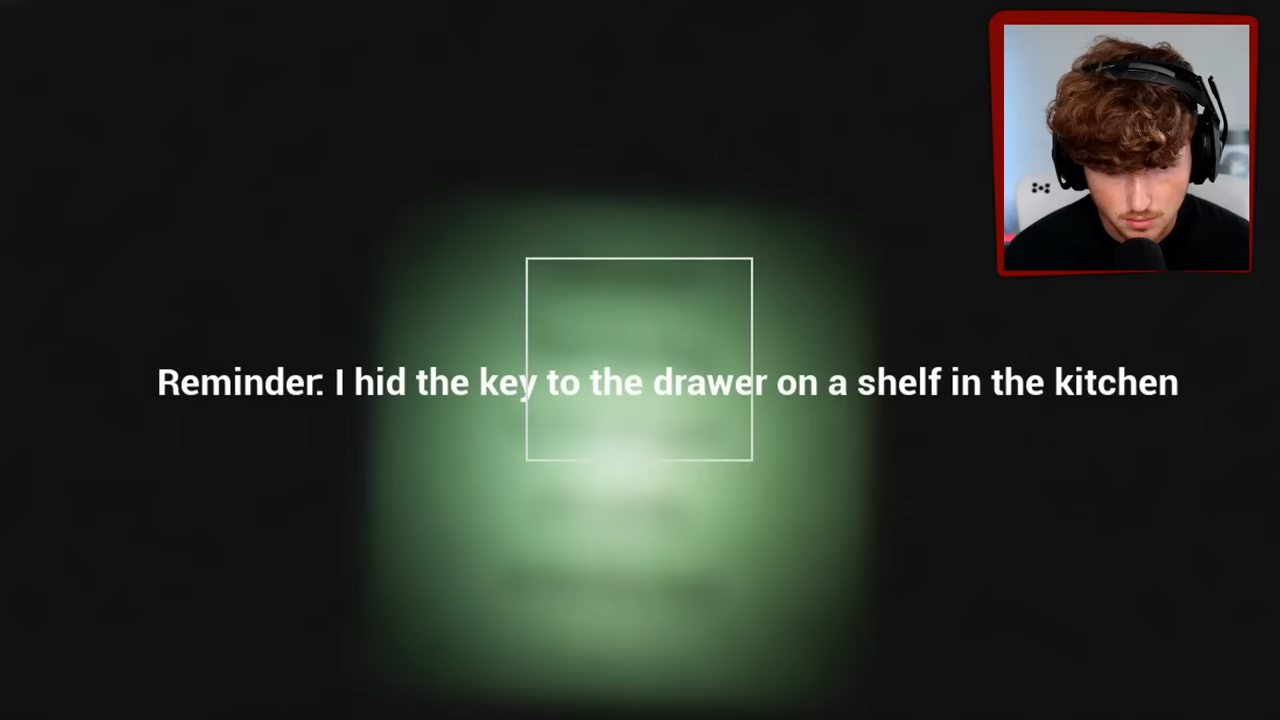 Reminder: I hid the key to the drawer on a shelf in the kitchen